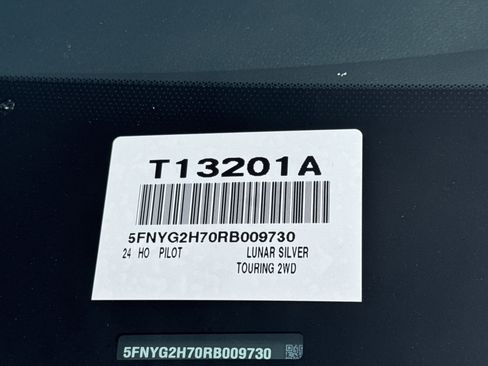 T13201A
5FNYG2H70RB009730
24 HO PILOT LUNAR SILVER
TOURING 2WD
5FNYG2H70RB009730